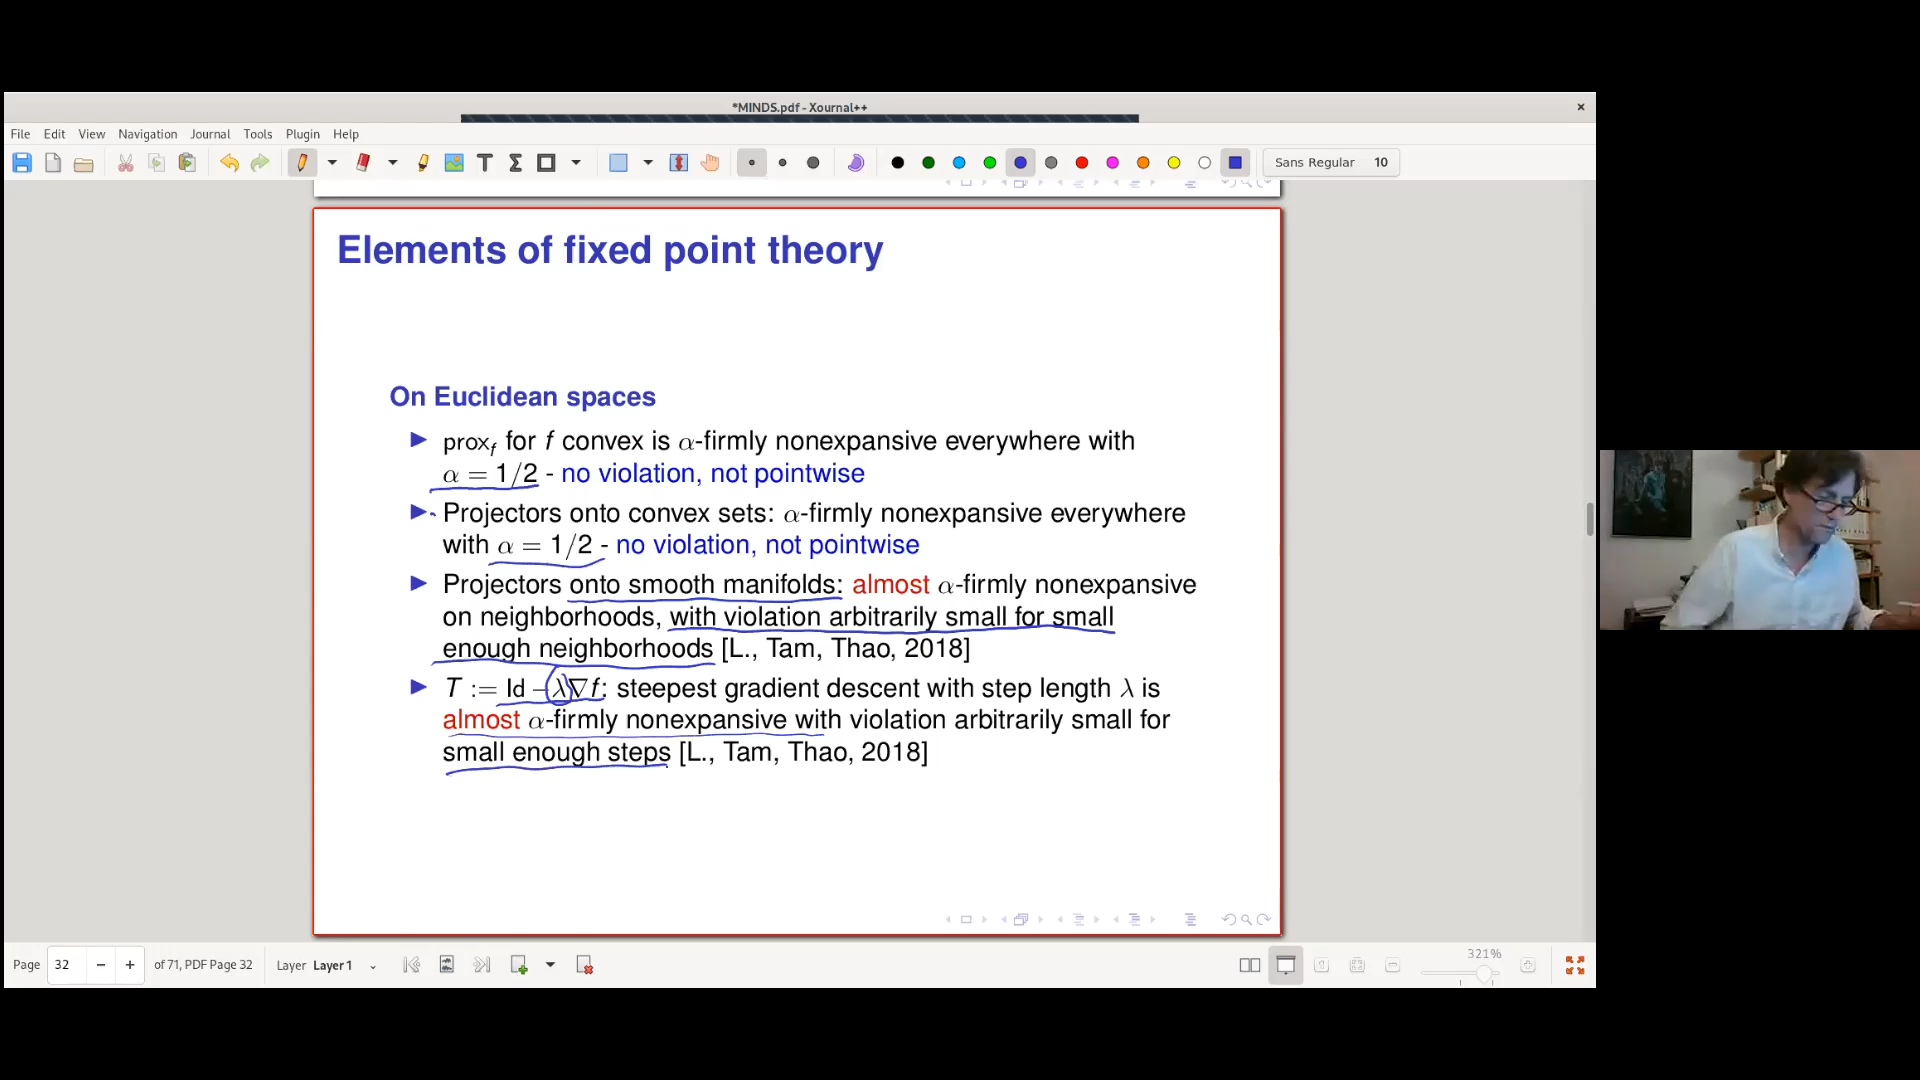 *MINDS.pdf - Xournal++
File Edit View Navigation Journal Tools Plugin Help
Sans Regular 10
Elements of fixed point theory
On Euclidean spaces
▶ prox_f for f convex is α-firmly nonexpansive everywhere with
α = 1/2 - no violation, not pointwise
▶ Projectors onto convex sets: α-firmly nonexpansive everywhere
with α = 1/2 - no violation, not pointwise
▶ Projectors onto smooth manifolds: almost α-firmly nonexpansive
on neighborhoods, with violation arbitrarily small for small
enough neighborhoods [L., Tam, Thao, 2018]
▶ T := Id − λ∇f: steepest gradient descent with step length λ is
almost α-firmly nonexpansive with violation arbitrarily small for
small enough steps [L., Tam, Thao, 2018]
Page 32 of 71, PDF Page 32 Layer Layer 1 321%